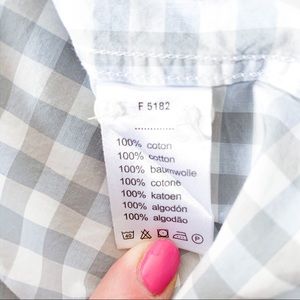 F 5182
..............
100% coton
100% cotton
100% baumwolle
100% cotone
100% katoen
100% algodón
100% algodão
P